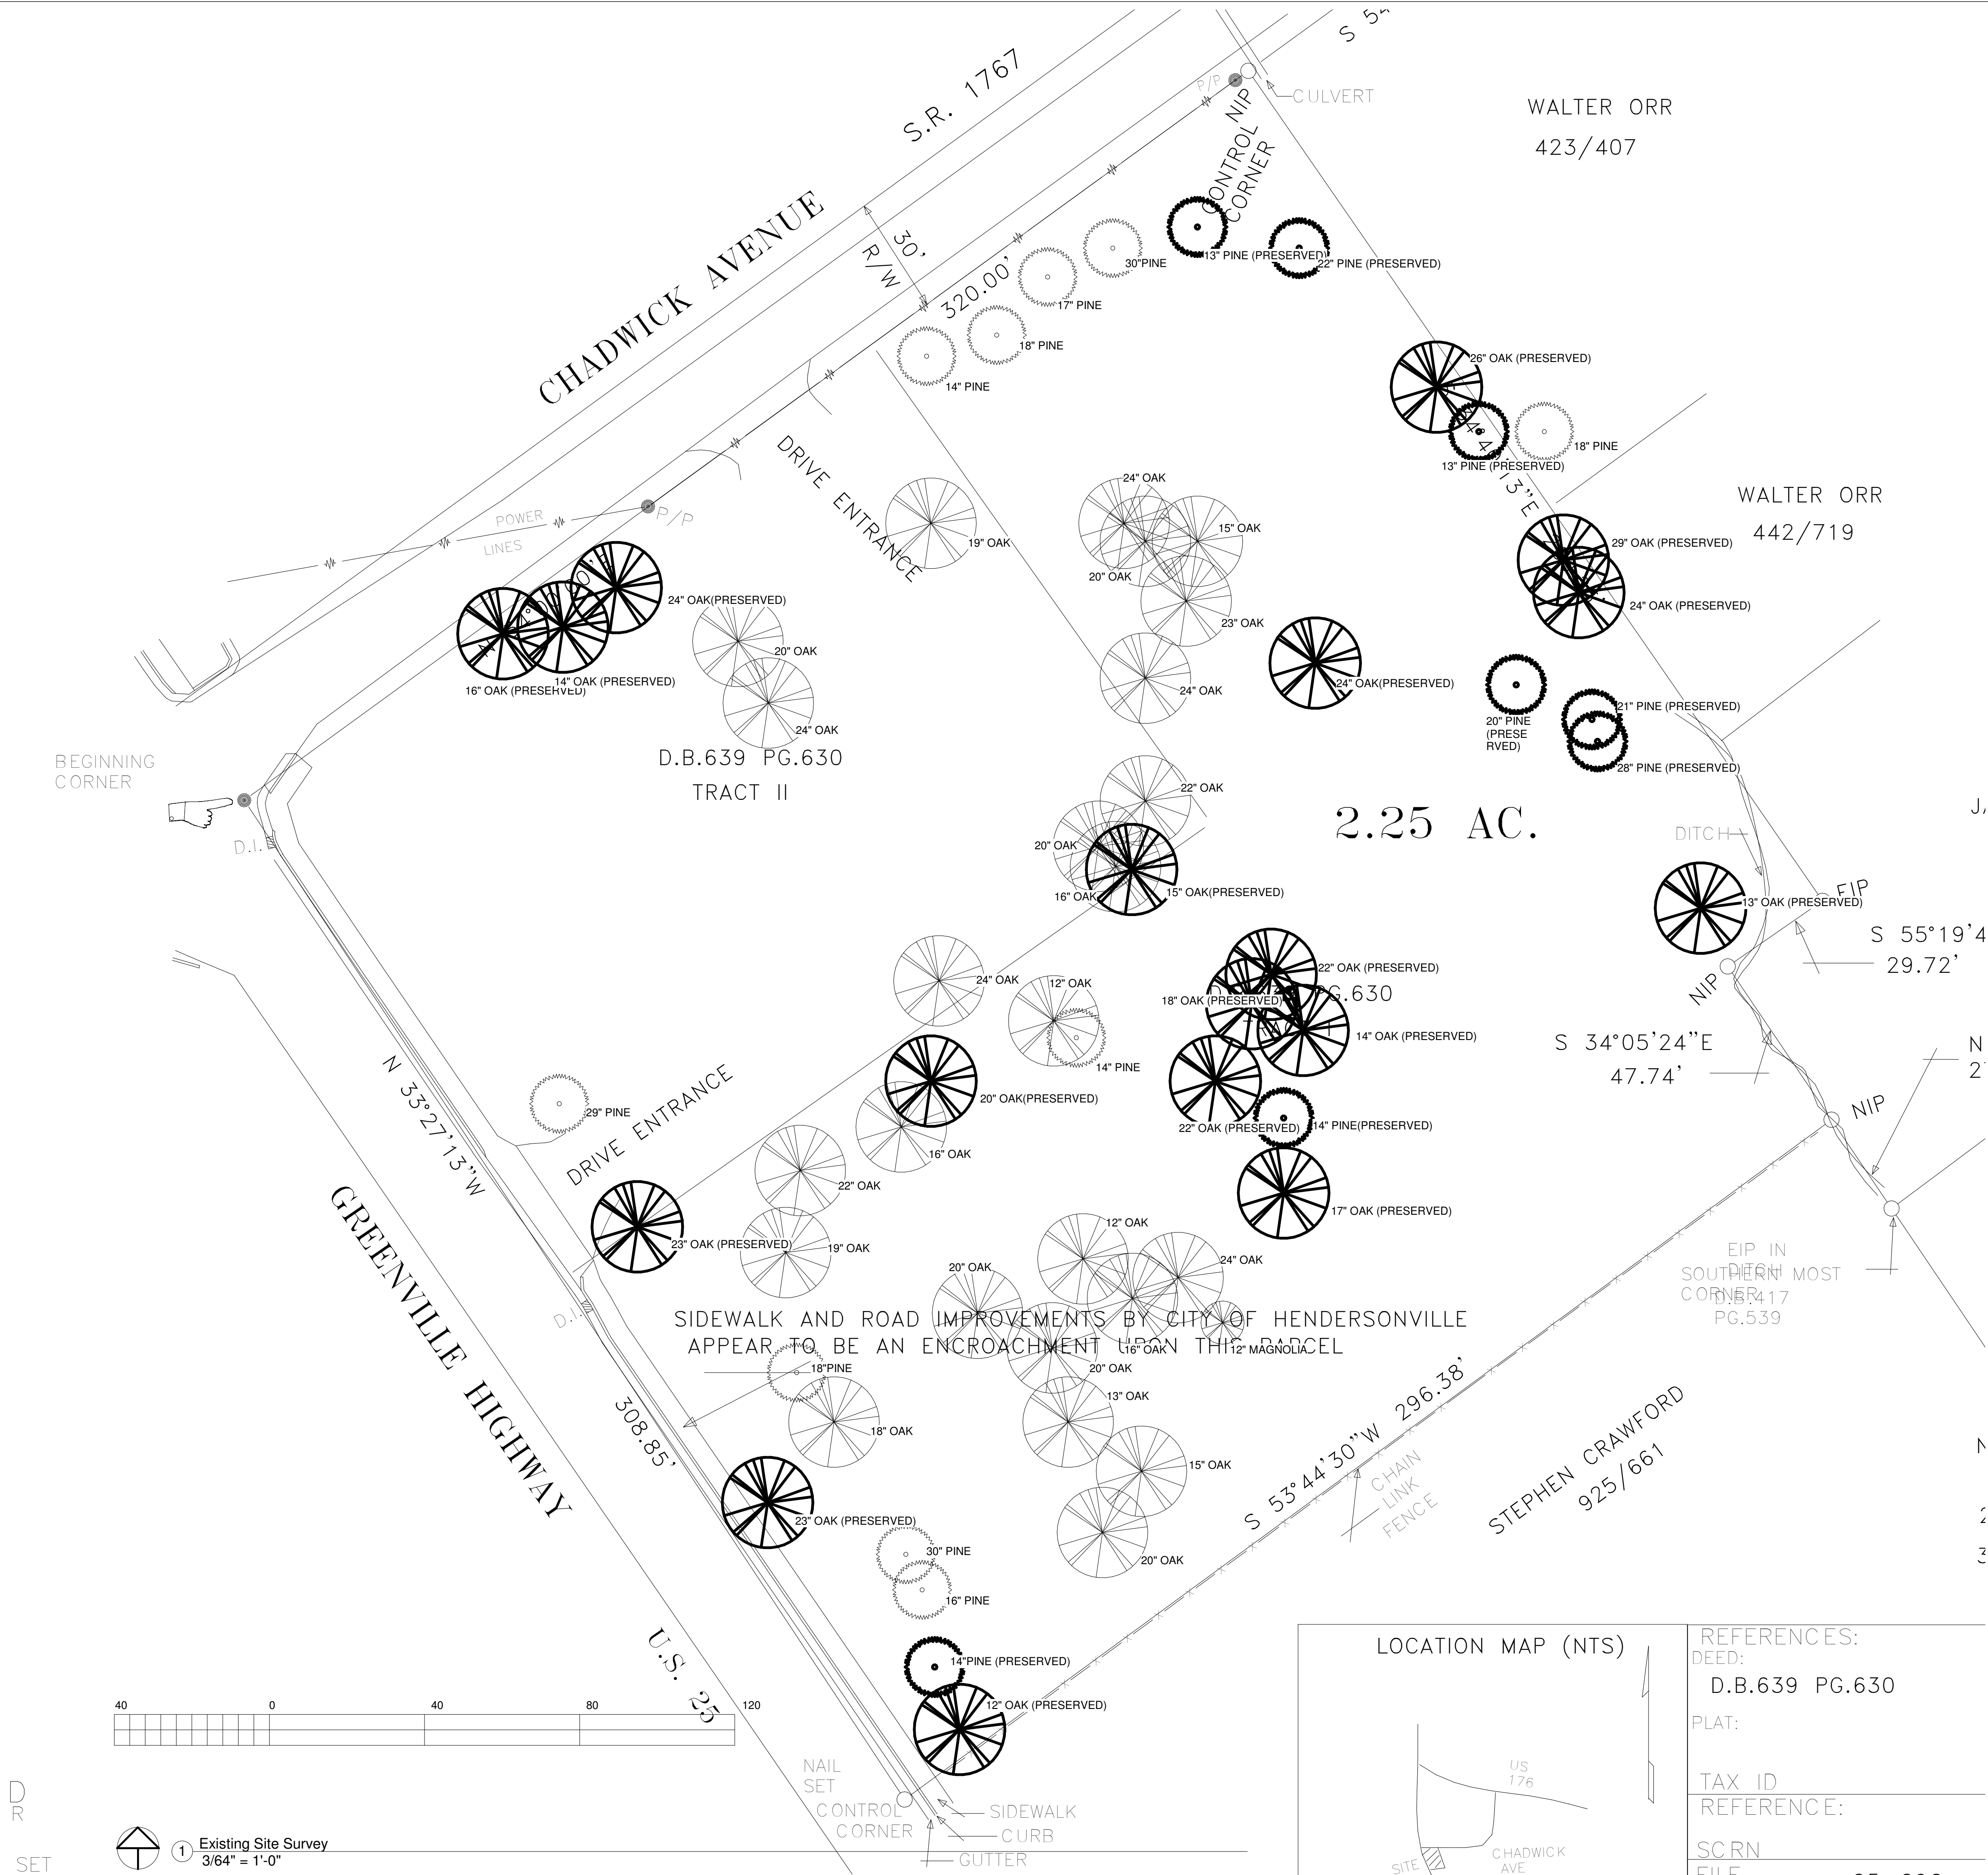 S 54
S.R. 1767
P/P
NIP
CULVERT
CONTROL
CORNER
WALTER ORR
423/407
CHADWICK AVENUE
30'
R/W
320.00'
13" PINE (PRESERVED)
22" PINE (PRESERVED)
30"PINE
17" PINE
18" PINE
14" PINE
26" OAK (PRESERVED)
18" PINE
13" PINE (PRESERVED)
DRIVE ENTRANCE
WALTER ORR
442/719
POWER
LINES
P/P
24" OAK
15" OAK
19" OAK
20" OAK
29" OAK (PRESERVED)
24" OAK (PRESERVED)
24" OAK(PRESERVED)
23" OAK
20" OAK
16" OAK (PRESERVED)
14" OAK (PRESERVED)
24" OAK
24" OAK(PRESERVED)
24" OAK
20" PINE
(PRESE
RVED)
21" PINE (PRESERVED)
28" PINE (PRESERVED)
BEGINNING
CORNER
D.B.639 PG.630
TRACT II
22" OAK
2.25 AC.
D.I.
20" OAK
DITCH
16" OAK
15" OAK(PRESERVED)
EIP
13" OAK (PRESERVED)
S 55°19'4
29.72'
NIP
24" OAK
12" OAK
22" OAK (PRESERVED)
18" OAK (PRESERVED)
PG.630
14" OAK (PRESERVED)
S 34°05'24"E
47.74'
14" PINE
N 33°27'13"W
29" PINE
DRIVE ENTRANCE
20" OAK(PRESERVED)
NIP
22" OAK (PRESERVED)
14" PINE(PRESERVED)
16" OAK
22" OAK
17" OAK (PRESERVED)
GREENVILLE HIGHWAY
23" OAK (PRESERVED)
19" OAK
12" OAK
24" OAK
20" OAK
EIP IN
DITCH
SOUTHERN MOST
CORNER
D.B.417
PG.539
D.I.
SIDEWALK AND ROAD IMPROVEMENTS BY CITY OF HENDERSONVILLE
APPEAR TO BE AN ENCROACHMENT UPON THIS PARCEL
16" OAK
12" MAGNOLIA
18"PINE
20" OAK
13" OAK
308.85'
18" OAK
15" OAK
S 53°44'30"W 296.38'
CHAIN
LINK
FENCE
STEPHEN CRAWFORD
925/661
23" OAK (PRESERVED)
30" PINE
20" OAK
16" PINE
U.S. 25
14"PINE (PRESERVED)
12" OAK (PRESERVED)
40 0 40 80 120
NAIL
SET
CONTROL
CORNER
SIDEWALK
CURB
GUTTER
D
R
SET
1 Existing Site Survey
3/64" = 1'-0"
LOCATION MAP (NTS)
US
176
CHADWICK
AVE
SITE
REFERENCES:
DEED:
D.B.639 PG.630
PLAT:
TAX ID
REFERENCE:
SCRN
FILE